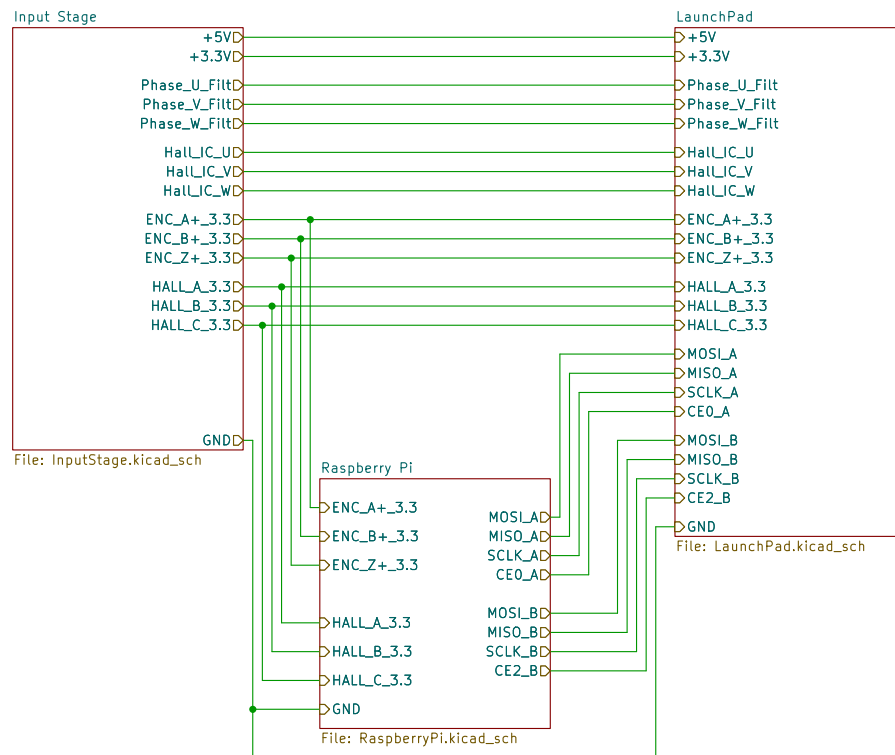 Input Stage
+5V
+3.3V
Phase_U_Filt
Phase_V_Filt
Phase_W_Filt
Hall_IC_U
Hall_IC_V
Hall_IC_W
ENC_A+_3.3
ENC_B+_3.3
ENC_Z+_3.3
HALL_A_3.3
HALL_B_3.3
HALL_C_3.3
GND
File: InputStage.kicad_sch
Raspberry Pi
ENC_A+_3.3
ENC_B+_3.3
ENC_Z+_3.3
HALL_A_3.3
HALL_B_3.3
HALL_C_3.3
GND
MOSI_A
MISO_A
SCLK_A
CE0_A
MOSI_B
MISO_B
SCLK_B
CE2_B
File: RaspberryPi.kicad_sch
LaunchPad
+5V
+3.3V
Phase_U_Filt
Phase_V_Filt
Phase_W_Filt
Hall_IC_U
Hall_IC_V
Hall_IC_W
ENC_A+_3.3
ENC_B+_3.3
ENC_Z+_3.3
HALL_A_3.3
HALL_B_3.3
HALL_C_3.3
MOSI_A
MISO_A
SCLK_A
CE0_A
MOSI_B
MISO_B
SCLK_B
CE2_B
GND
File: LaunchPad.kicad_sch